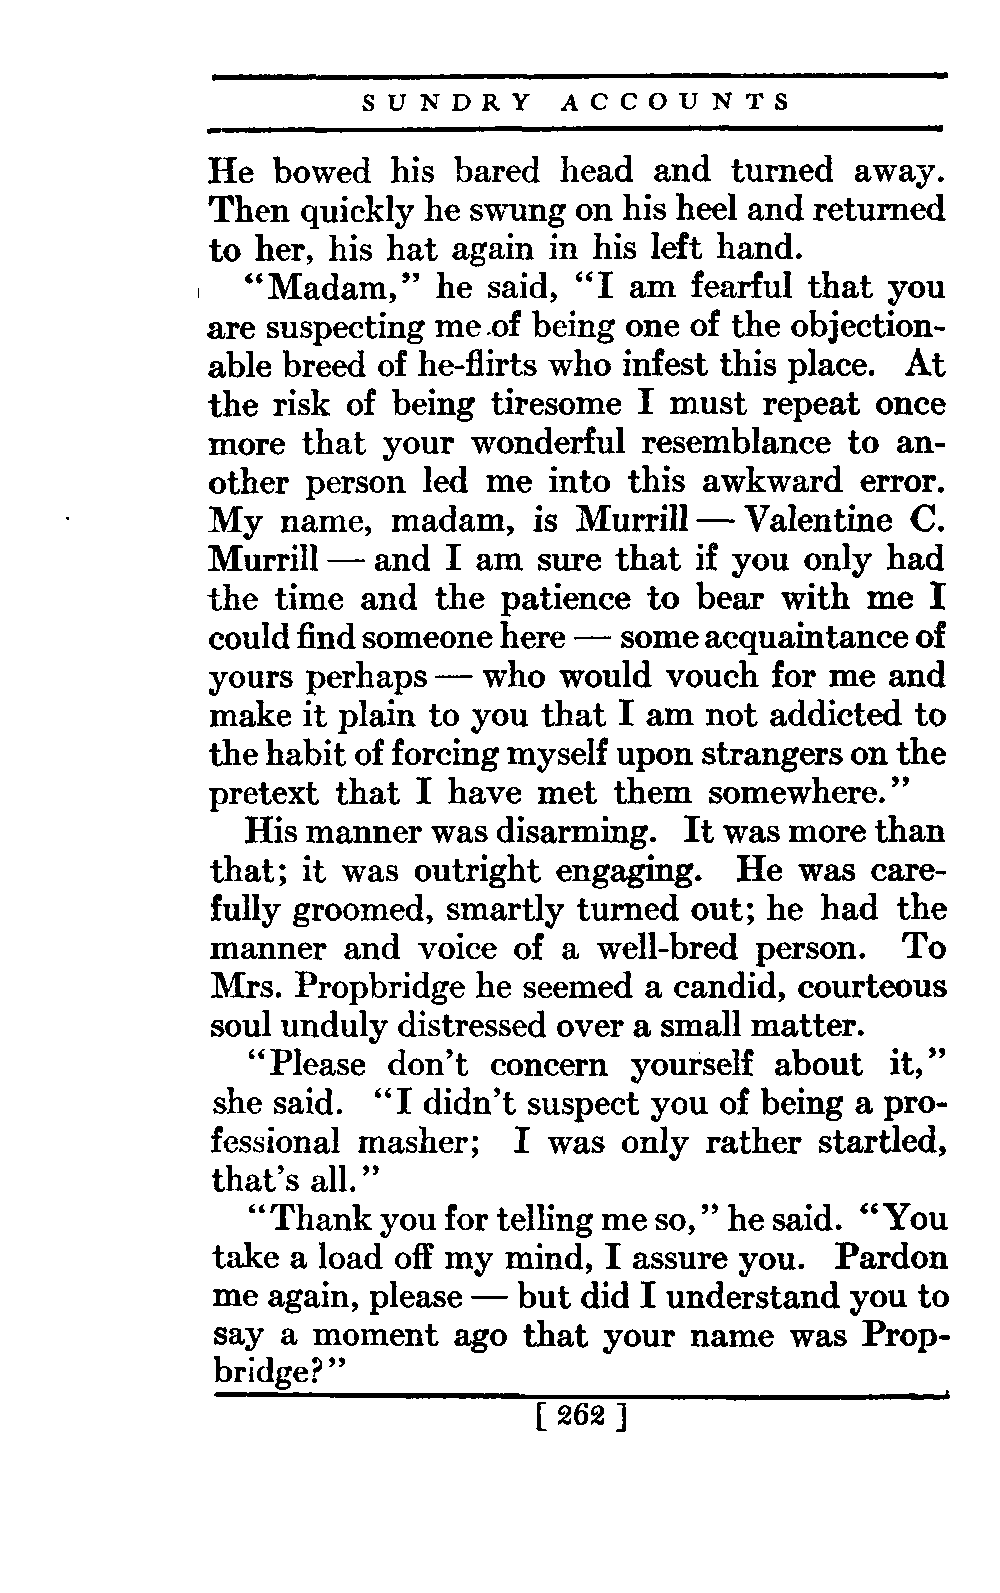 SUNDRY ACCOUNTS
He bowed his bared head and turned away.
Then quickly he swung on his heel and returned
to her, his hat again in his left hand.
"Madam," he said, "I am fearful that you
are suspecting me of being one of the objection-
able breed of he-flirts who infest this place. At
the risk of being tiresome I must repeat once
more that your wonderful resemblance to an-
other person led me into this awkward error.
My name, madam, is Murrill — Valentine C.
Murrill — and I am sure that if you only had
the time and the patience to bear with me I
could find someone here — some acquaintance of
yours perhaps — who would vouch for me and
make it plain to you that I am not addicted to
the habit of forcing myself upon strangers on the
pretext that I have met them somewhere."
His manner was disarming. It was more than
that; it was outright engaging. He was care-
fully groomed, smartly turned out; he had the
manner and voice of a well-bred person. To
Mrs. Propbridge he seemed a candid, courteous
soul unduly distressed over a small matter.
"Please don't concern yourself about it,"
she said. "I didn't suspect you of being a pro-
fessional masher; I was only rather startled,
that's all."
"Thank you for telling me so," he said. "You
take a load off my mind, I assure you. Pardon
me again, please — but did I understand you to
say a moment ago that your name was Prop-
bridge?"
[ 262 ]